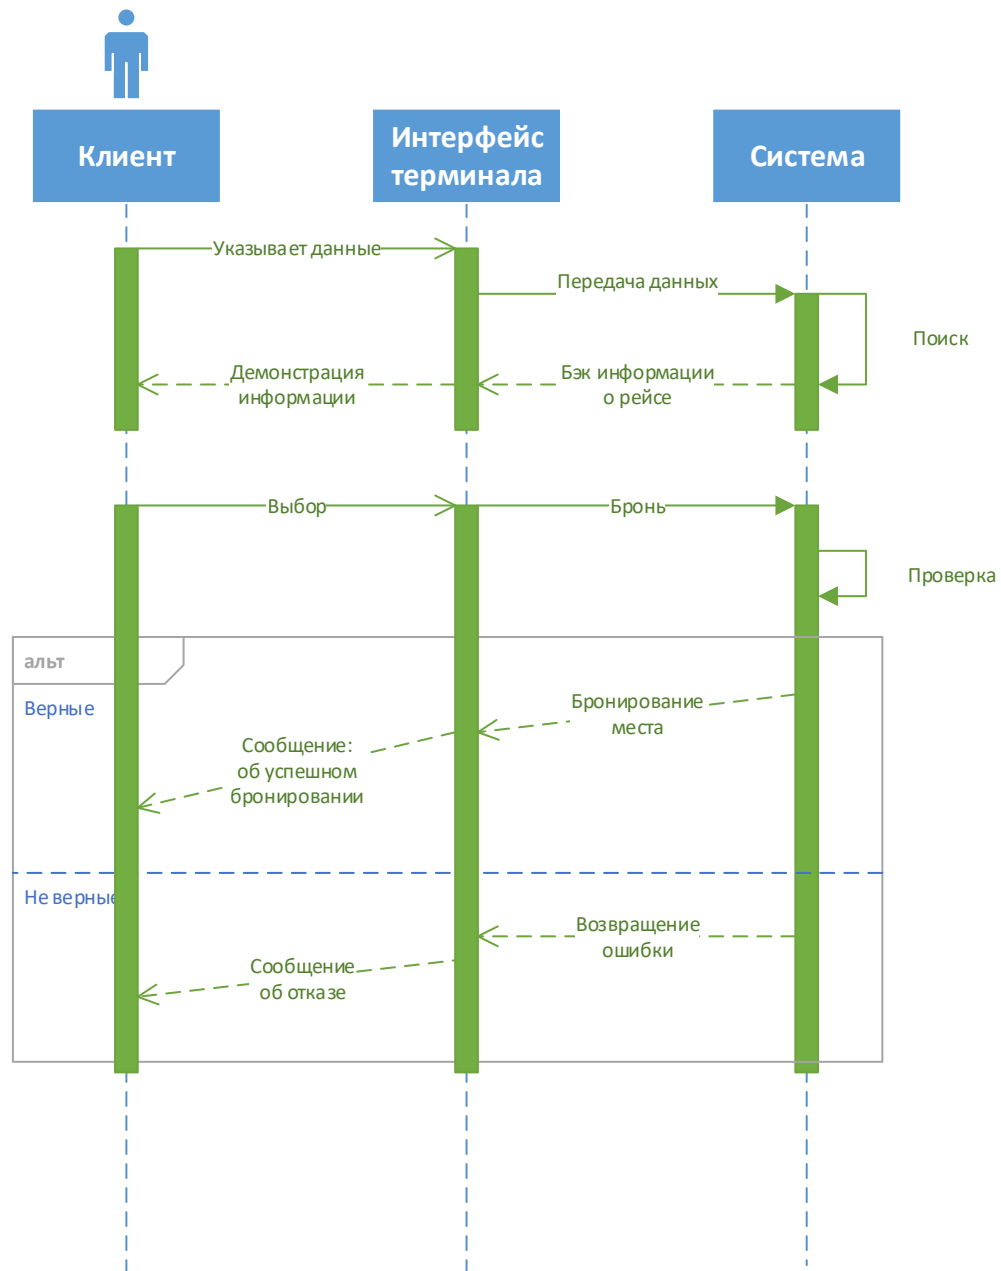 Клиент
Интерфейс
терминала
Система
Указывает данные
Передача данных
Поиск
Демонстрация
информации
Бэк информации
о рейсе
Выбор
Бронь
Проверка
альт
Верные
Бронирование
места
Сообщение:
об успешном
бронировании
Не верные
Возвращение
ошибки
Сообщение
об отказе